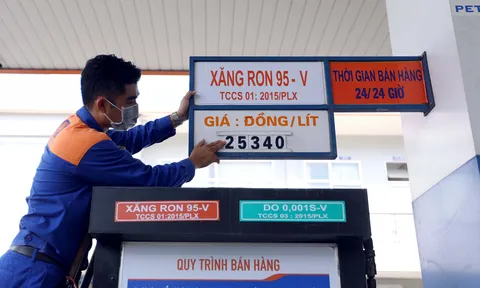 PET
XĂNG RON 95 - V
TCCS 01: 2015/PLX
THỜI GIAN BÁN HÀNG
24/24 GIỜ
GIÁ : ĐỒNG/LÍT
25340
XĂNG RON 95-V
TCCS 01:2015/PLX
DO 0,001S-V
TCCS 03 : 2015/PLX
QUY TRÌNH BÁN HÀNG